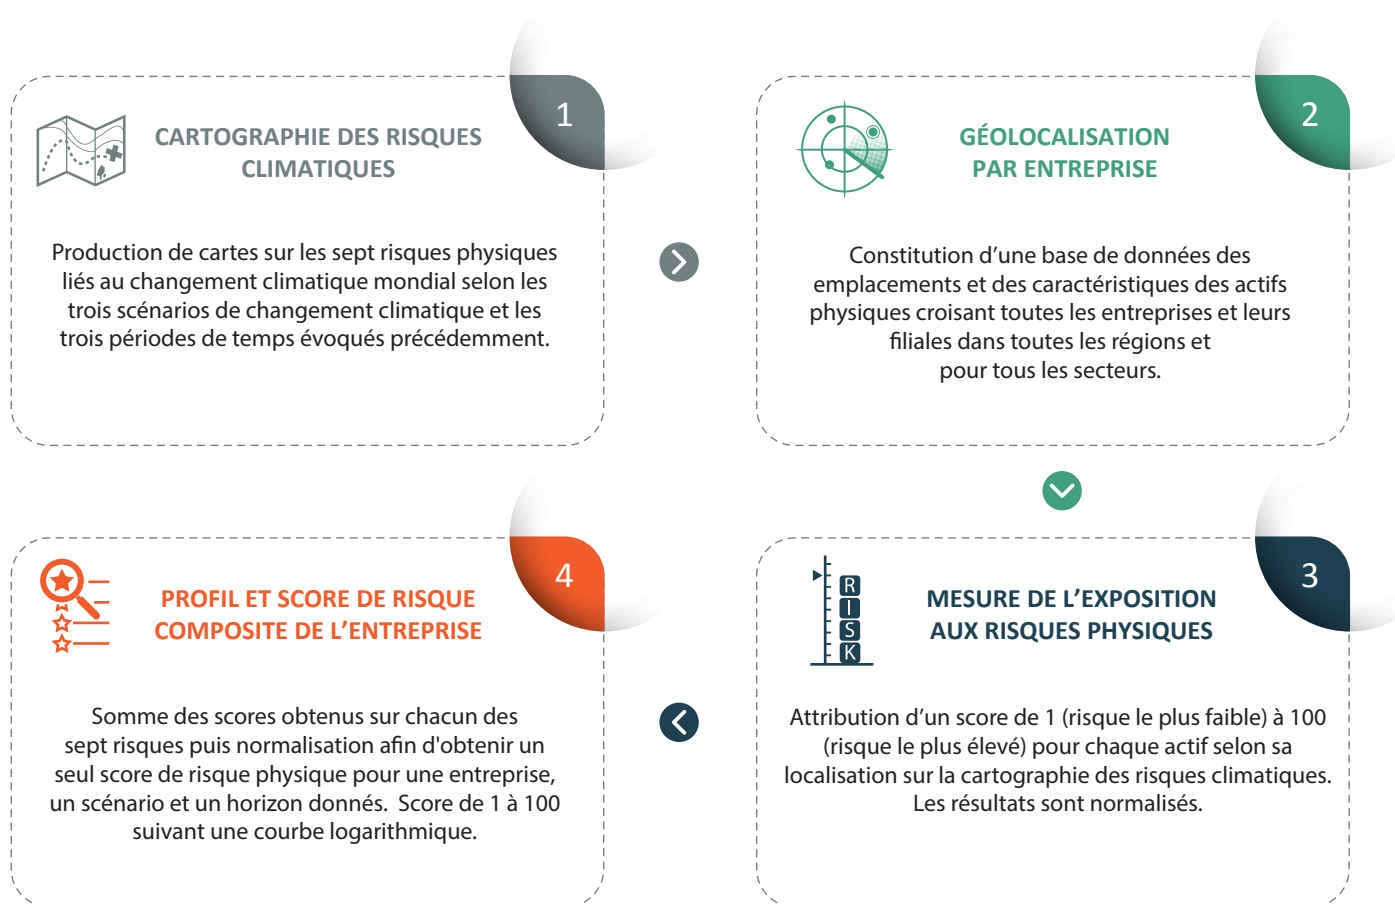 1
CARTOGRAPHIE DES RISQUES
CLIMATIQUES
Production de cartes sur les sept risques physiques
liés au changement climatique mondial selon les
trois scénarios de changement climatique et les
trois périodes de temps évoqués précédemment.
2
GÉOLOCALISATION
PAR ENTREPRISE
Constitution d’une base de données des
emplacements et des caractéristiques des actifs
physiques croisant toutes les entreprises et leurs
filiales dans toutes les régions et
pour tous les secteurs.
3
RISK
MESURE DE L’EXPOSITION
AUX RISQUES PHYSIQUES
Attribution d’un score de 1 (risque le plus faible) à 100
(risque le plus élevé) pour chaque actif selon sa
localisation sur la cartographie des risques climatiques.
Les résultats sont normalisés.
4
PROFIL ET SCORE DE RISQUE
COMPOSITE DE L’ENTREPRISE
Somme des scores obtenus sur chacun des
sept risques puis normalisation afin d'obtenir un
seul score de risque physique pour une entreprise,
un scénario et un horizon donnés. Score de 1 à 100
suivant une courbe logarithmique.